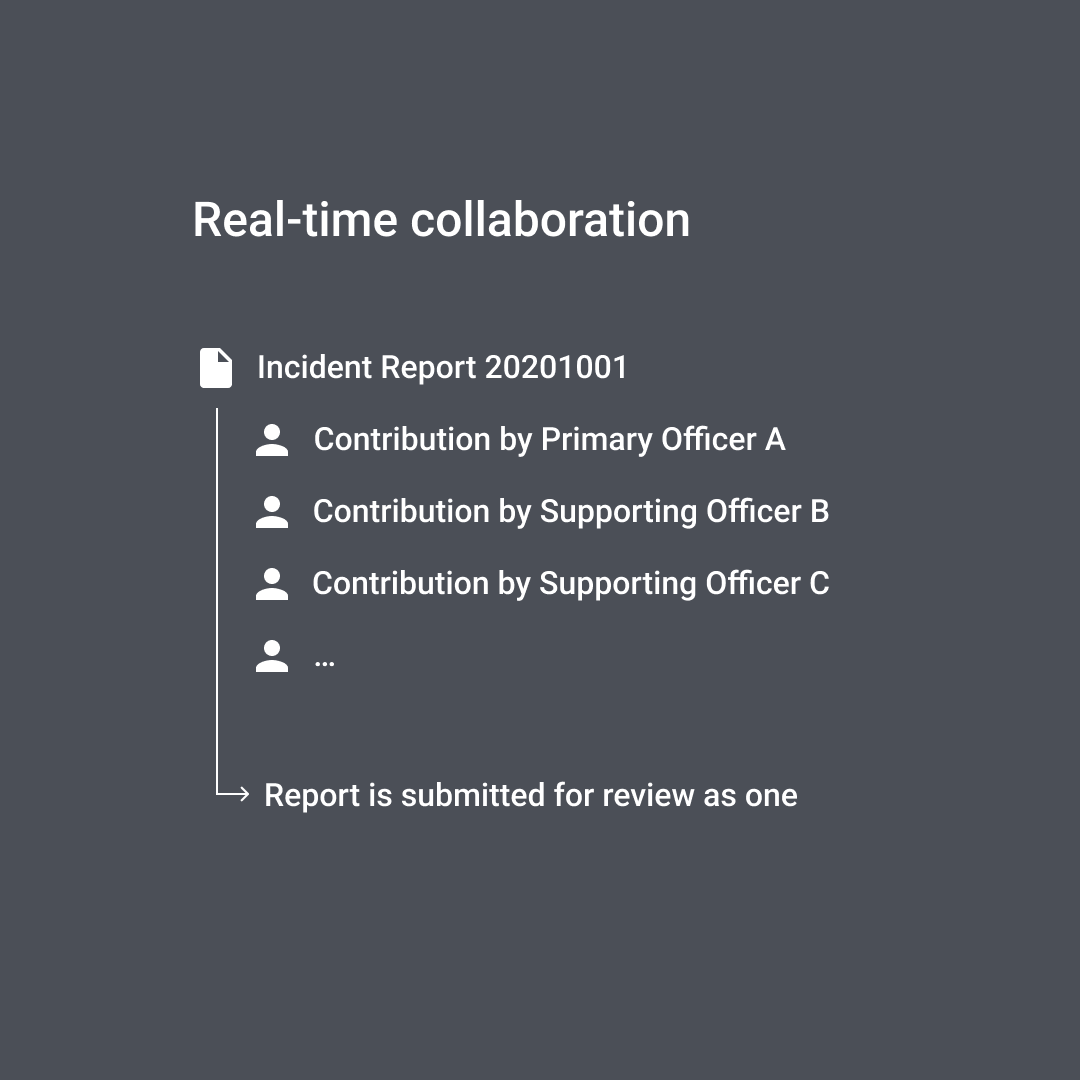 Real-time collaboration
Incident Report 20201001
Contribution by Primary Officer A
Contribution by Supporting Officer B
Contribution by Supporting Officer C
...
Report is submitted for review as one